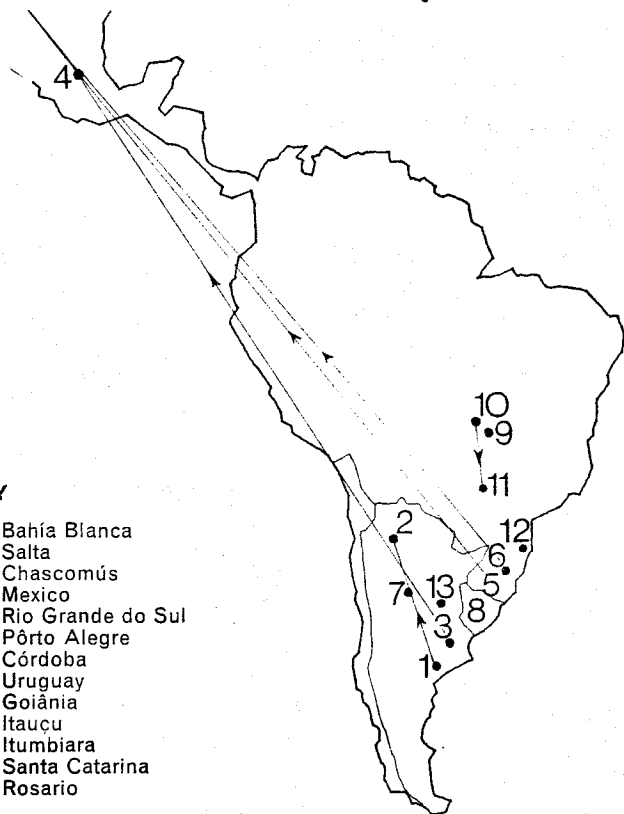 4
10
9
11
2
12
6
5
13
7
8
3
1
Y
Bahía Blanca
Salta
Chascomús
Mexico
Rio Grande do Sul
Pôrto Alegre
Córdoba
Uruguay
Goiânia
Itauçu
Itumbiara
Santa Catarina
Rosario